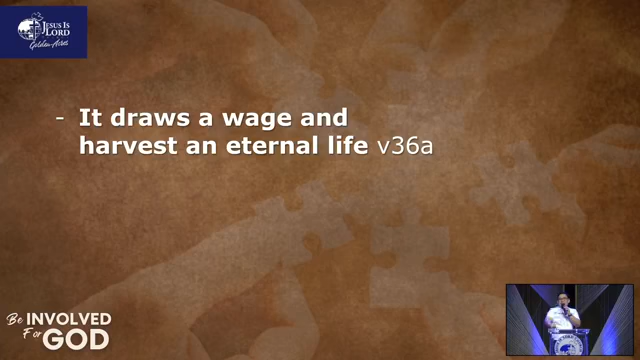 JESUS IS
LORD
Golden Acres
- It draws a wage and
harvest an eternal life v36a
Be INVOLVED
For GOD